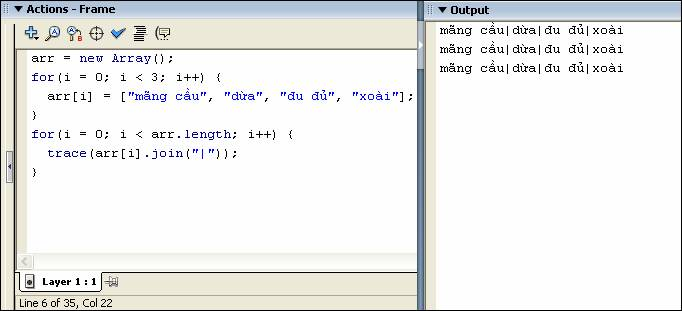 Actions - Frame
arr = new Array();
for(i = 0; i < 3; i++) {
arr[i] = ["mãng cầu", "dừa", "đu đủ", "xoài"];
}
for(i = 0; i < arr.length; i++) {
trace(arr[i].join("|"));
}
Layer 1 : 1
Line 6 of 35, Col 22
Output
mãng cầu|dừa|đu đủ|xoài
mãng cầu|dừa|đu đủ|xoài
mãng cầu|dừa|đu đủ|xoài